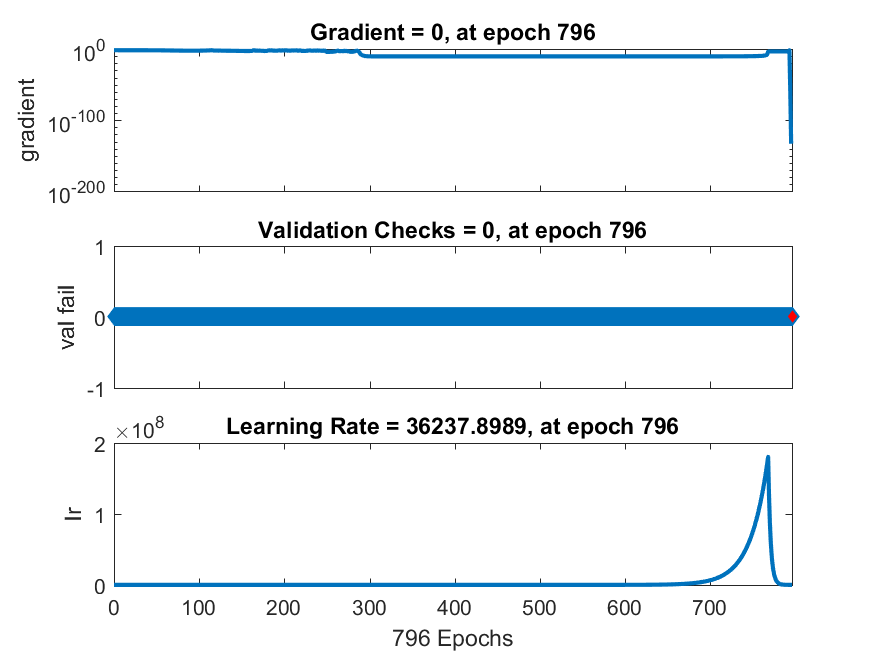 Gradient = 0, at epoch 796
10^0
10^-100
10^-200
gradient
Validation Checks = 0, at epoch 796
1
0
-1
val fail
Learning Rate = 36237.8989, at epoch 796
×10^8
2
1
0
lr
0 100 200 300 400 500 600 700
796 Epochs